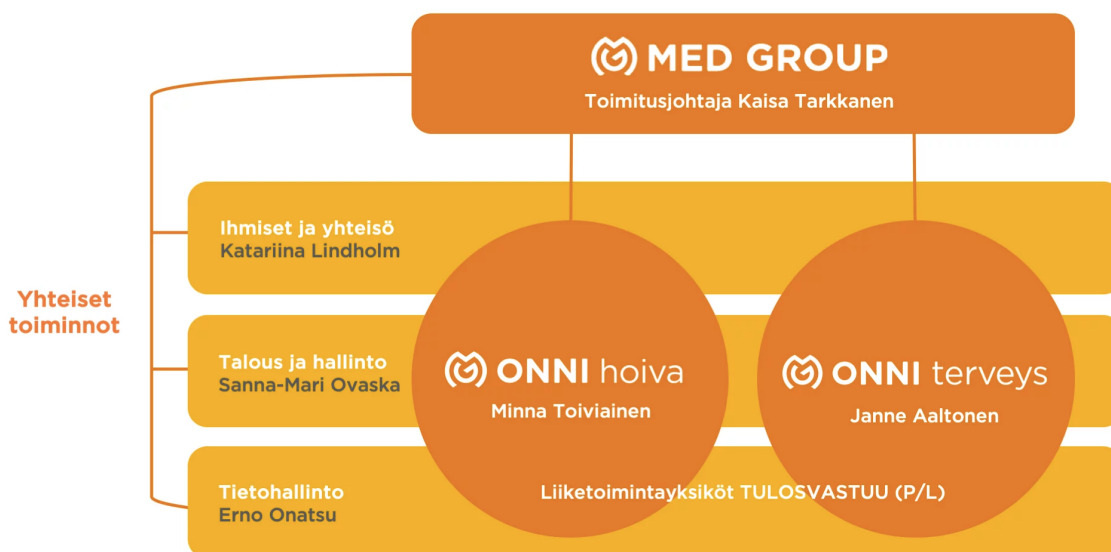 MED GROUP
Toimitusjohtaja Kaisa Tarkkanen
Yhteiset
toiminnot
Ihmiset ja yhteisö
Katariina Lindholm
Talous ja hallinto
Sanna-Mari Ovaska
Tietohallinto
Erno Onatsu
ONNI hoiva
Minna Toiviainen
ONNI terveys
Janne Aaltonen
Liiketoimintayksiköt TULOSVASTUU (P/L)